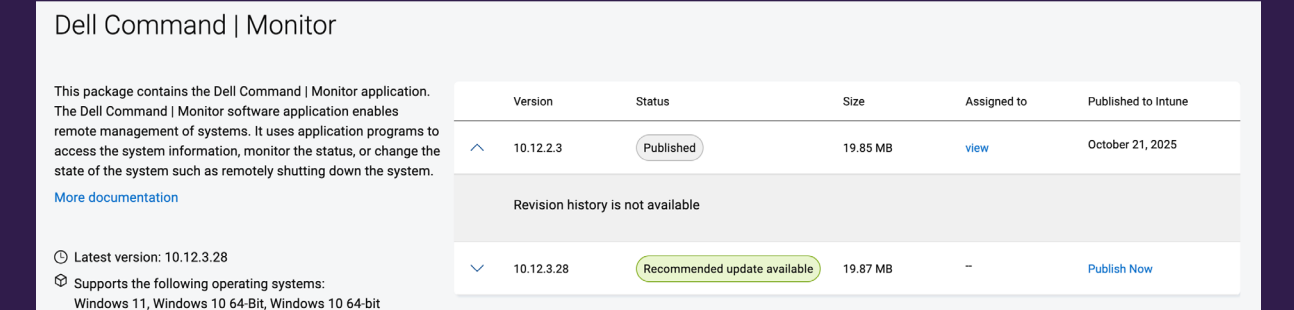 Dell Command | Monitor
This package contains the Dell Command | Monitor application.
The Dell Command | Monitor software application enables
remote management of systems. It uses application programs to
access the system information, monitor the status, or change the
state of the system such as remotely shutting down the system.
More documentation
Latest version: 10.12.3.28
Supports the following operating systems:
Windows 11, Windows 10 64-Bit, Windows 10 64-bit
Version Status Size Assigned to Published to Intune
10.12.2.3 Published 19.85 MB view October 21, 2025
Revision history is not available
10.12.3.28 Recommended update available 19.87 MB -- Publish Now